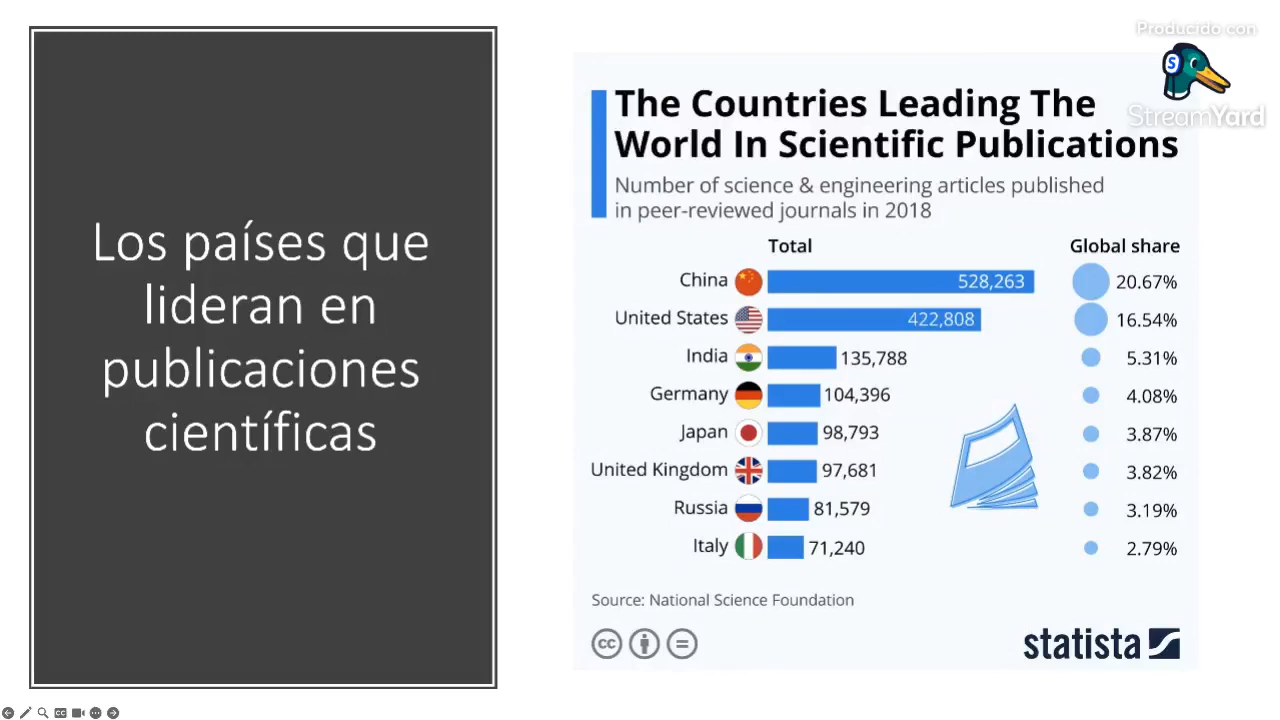 Los países que
lideran en
publicaciones
científicas
Producido con
S
StreamYard
The Countries Leading The
World In Scientific Publications
Number of science & engineering articles published
in peer-reviewed journals in 2018
Total Global share
China 528,263 20.67%
United States 422,808 16.54%
India 135,788 5.31%
Germany 104,396 4.08%
Japan 98,793 3.87%
United Kingdom 97,681 3.82%
Russia 81,579 3.19%
Italy 71,240 2.79%
Source: National Science Foundation
cc
statista